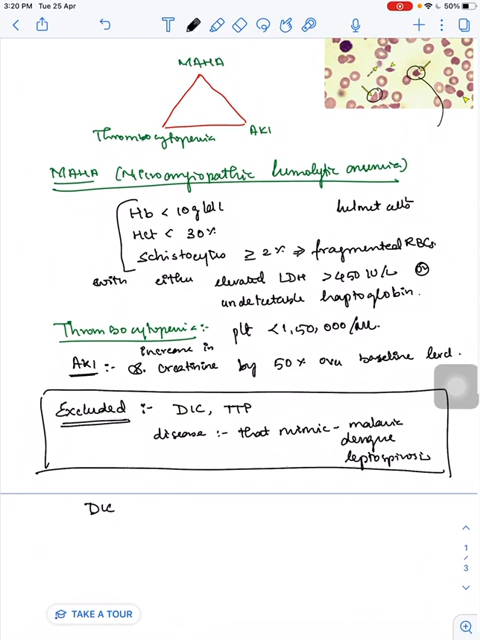 3:20 PM Tue 25 Apr
50%
MAHA
Thrombocytopenia
AKI
MAHA (Microangiopathic hemolytic anemia)
Hb < 10 g/dL
helmet cells
Hct < 30%
Schistocytes ≥ 2% ⇒ fragmented RBCs
with either elevated LDH > 450 IU/L or
undetectable haptoglobin.
Thrombocytopenia:- plt < 1,50,000/
increase in
AKI :- S. creatinine by 50% over baseline level.
Excluded :- DIC, TTP
disease :- that mimic - malaria
dengue
leptospirosis
DIC
1
/
3
TAKE A TOUR